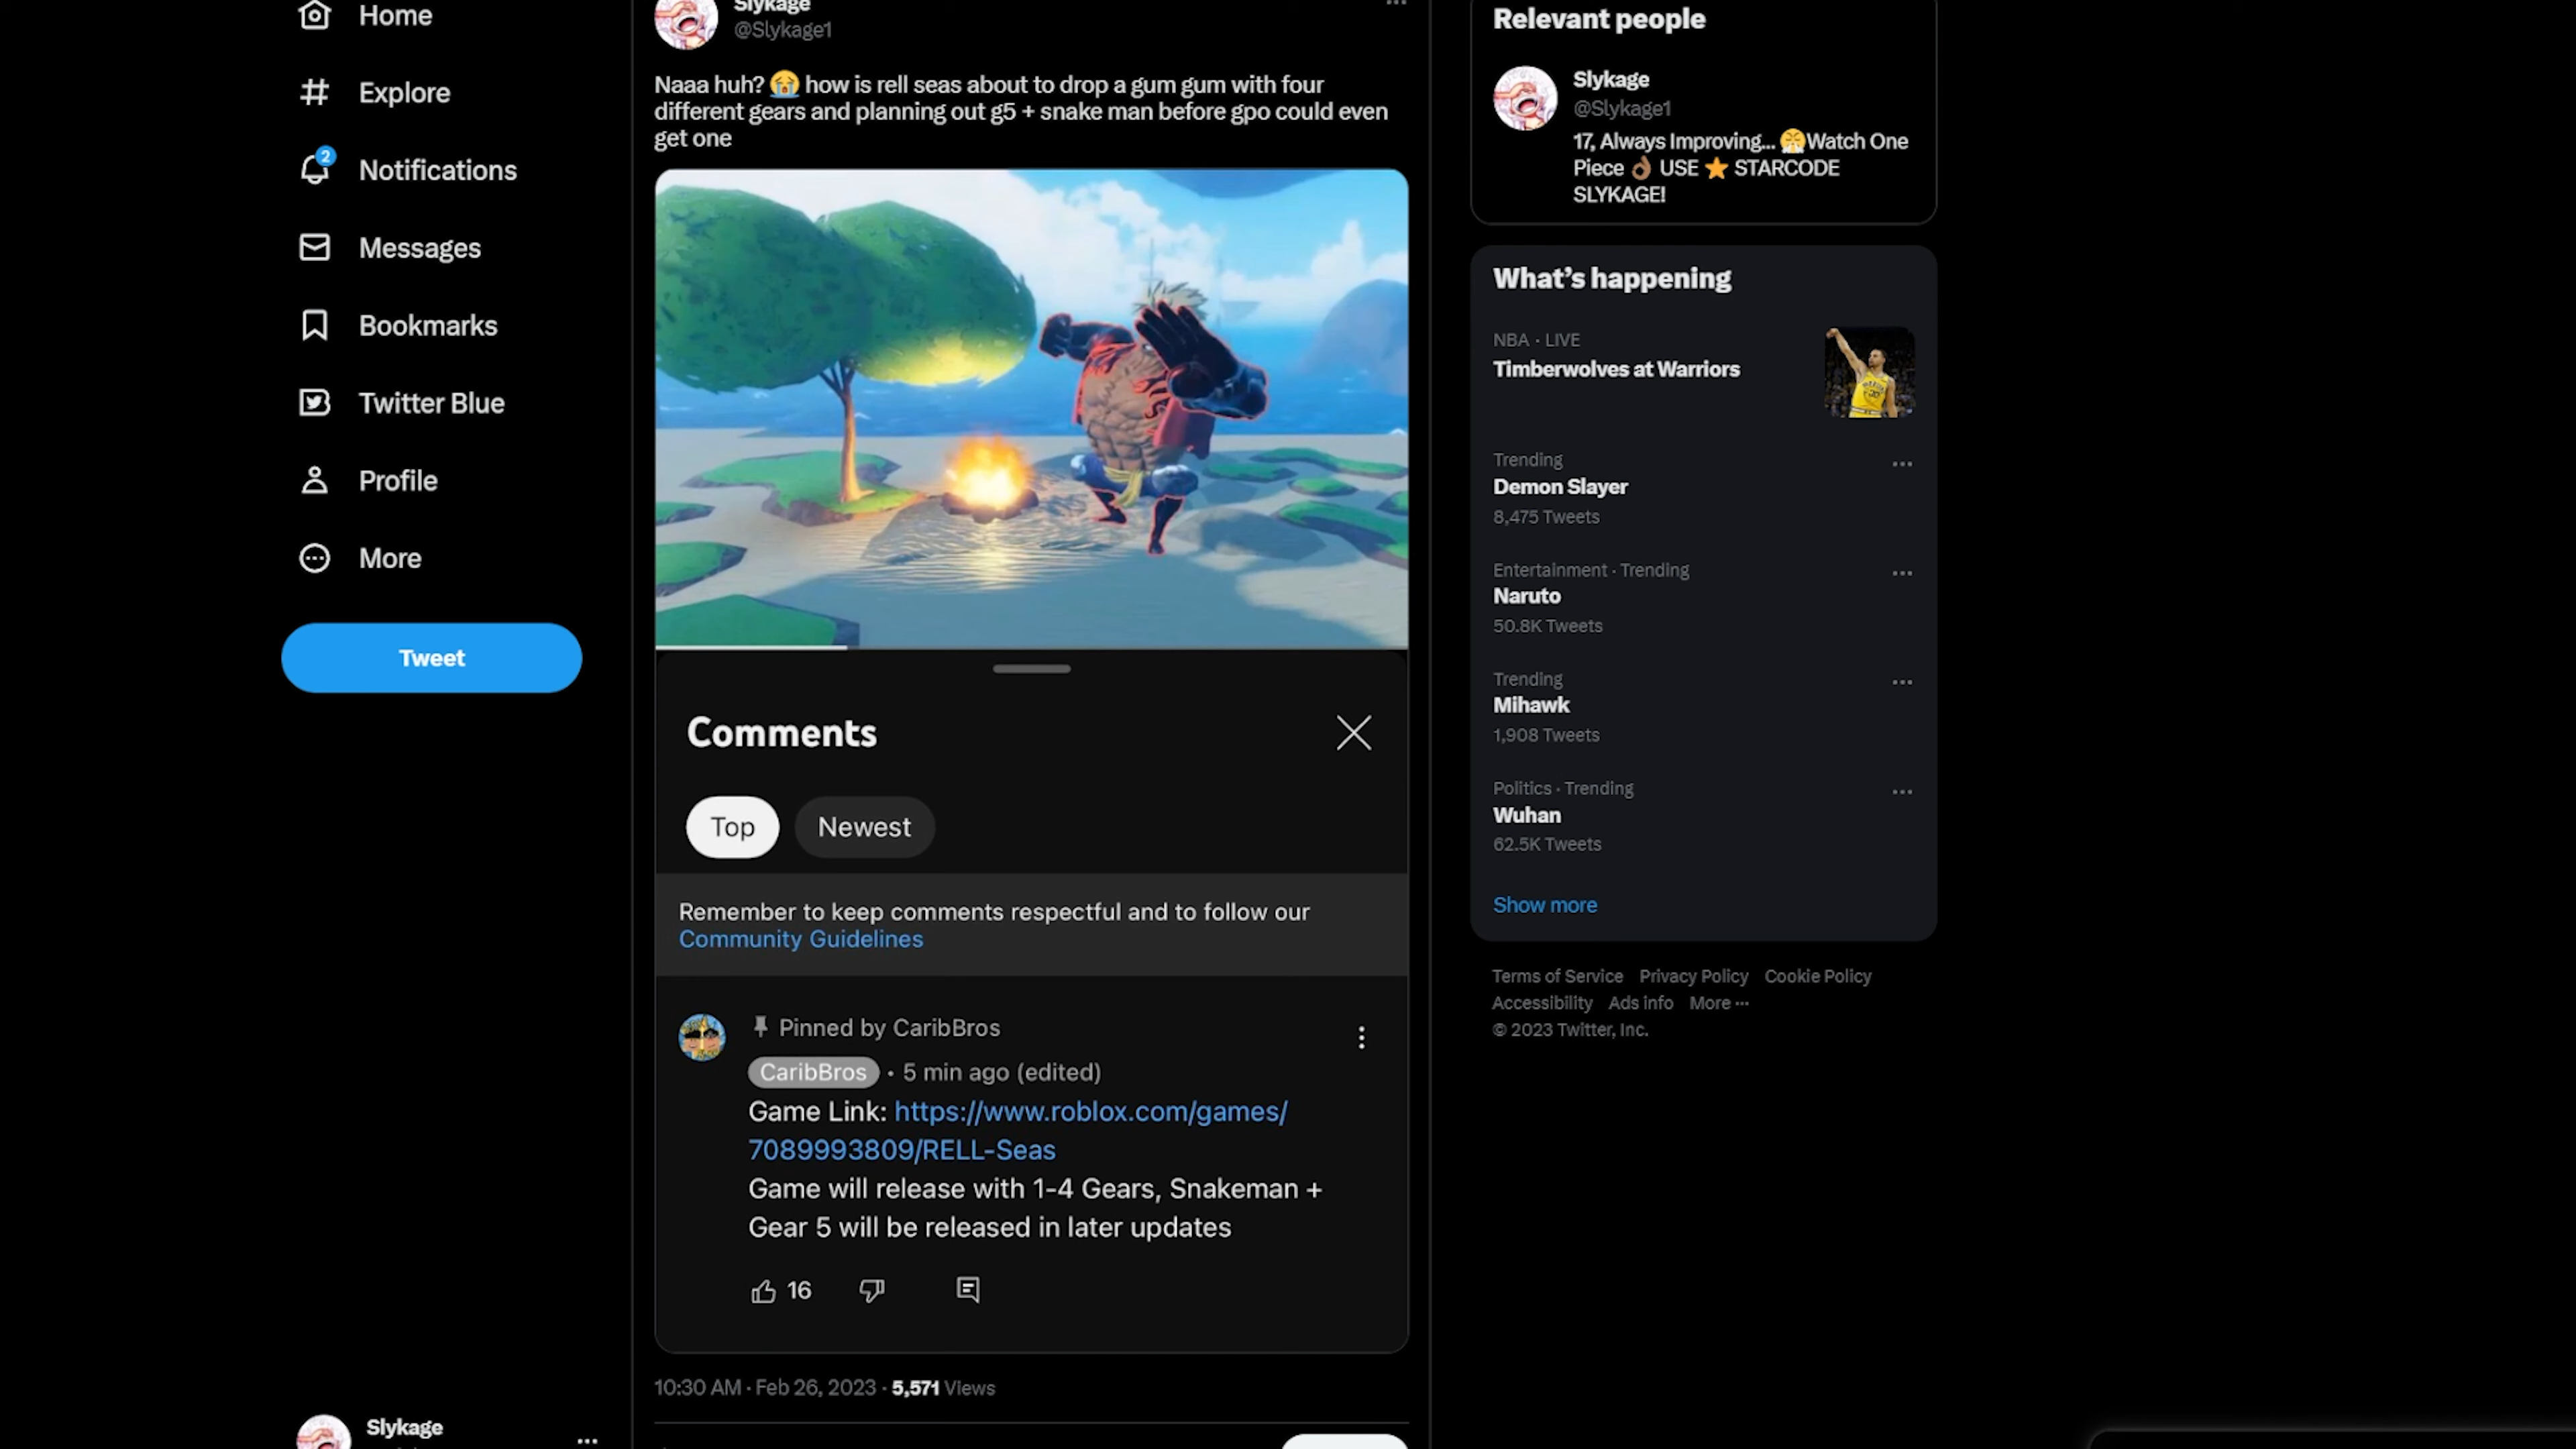 Home
Explore
2
Notifications
Messages
Bookmarks
Twitter Blue
Profile
More
Tweet
Slykage
Slykage
@Slykage1
Naaa huh? 😭 how is rell seas about to drop a gum gum with four
different gears and planning out g5 + snake man before gpo could even
get one
Comments
Top
Newest
Remember to keep comments respectful and to follow our
Community Guidelines
Pinned by CaribBros
CaribBros • 5 min ago (edited)
Game Link: https://www.roblox.com/games/
7089993809/RELL-Seas
Game will release with 1-4 Gears, Snakeman +
Gear 5 will be released in later updates
16
10:30 AM · Feb 26, 2023 · 5,571 Views
Relevant people
Slykage
@Slykage1
17, Always Improving... 😤Watch One
Piece 👌🏽 USE ⭐ STARCODE
SLYKAGE!
What's happening
NBA · LIVE
Timberwolves at Warriors
Trending
Demon Slayer
8,475 Tweets
Entertainment · Trending
Naruto
50.8K Tweets
Trending
Mihawk
1,908 Tweets
Politics · Trending
Wuhan
62.5K Tweets
Show more
Terms of Service Privacy Policy Cookie Policy
Accessibility Ads info More ···
© 2023 Twitter, Inc.